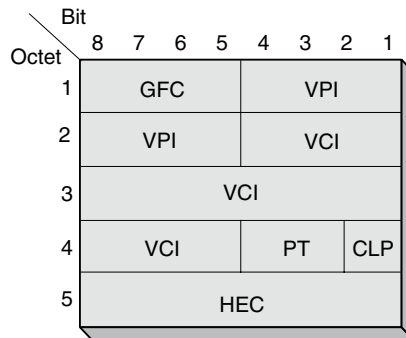 Bit
Octet
8 7 6 5 4 3 2 1
1 GFC VPI
2 VPI VCI
3 VCI
4 VCI PT CLP
5 HEC